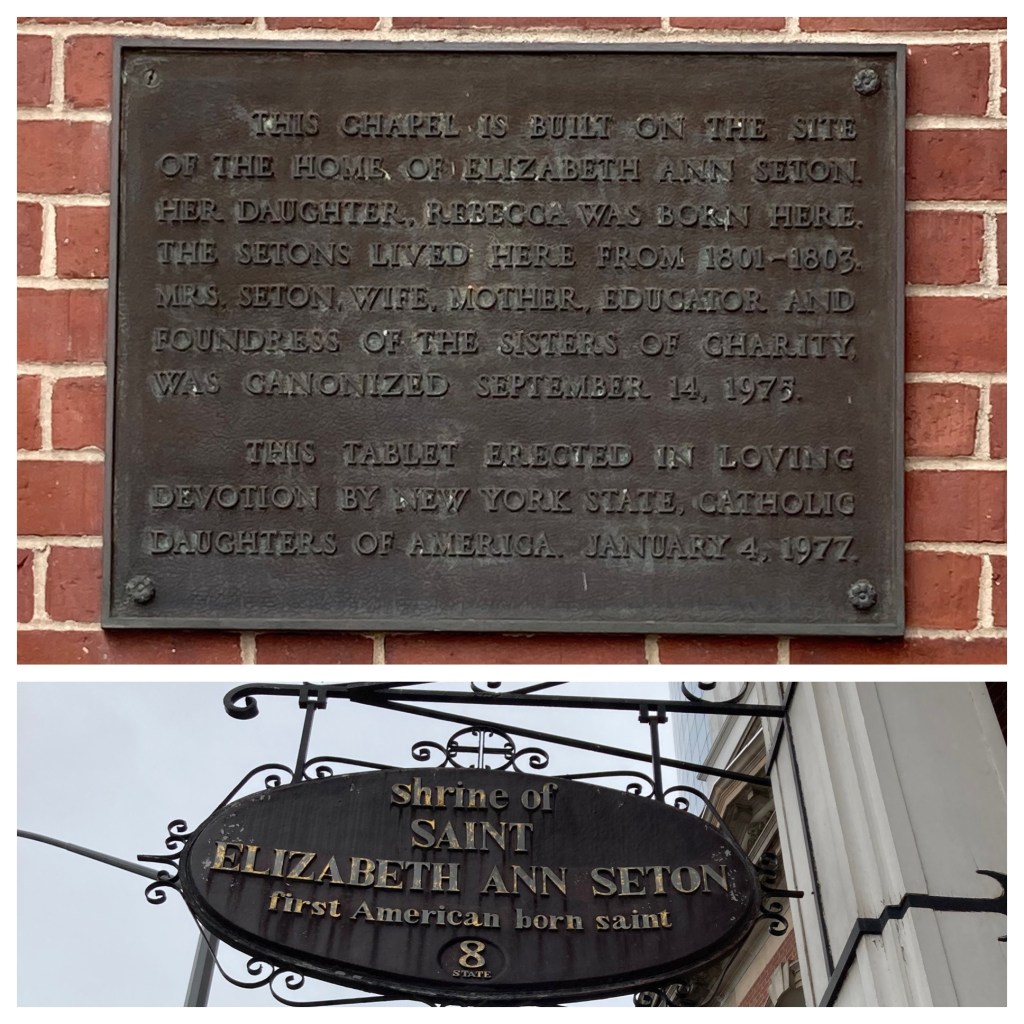 THIS CHAPEL IS BUILT ON THE SITE
OF THE HOME OF ELIZABETH ANN SETON.
HER DAUGHTER, REBECCA WAS BORN HERE.
THE SETONS LIVED HERE FROM 1801-1803.
MRS. SETON, WIFE, MOTHER, EDUCATOR AND
FOUNDRESS OF THE SISTERS OF CHARITY,
WAS CANONIZED SEPTEMBER 14, 1975.
THIS TABLET ERECTED IN LOVING
DEVOTION BY NEW YORK STATE, CATHOLIC
DAUGHTERS OF AMERICA. JANUARY 4, 1977.
shrine of
SAINT
ELIZABETH ANN SETON
first American born saint
8
STATE